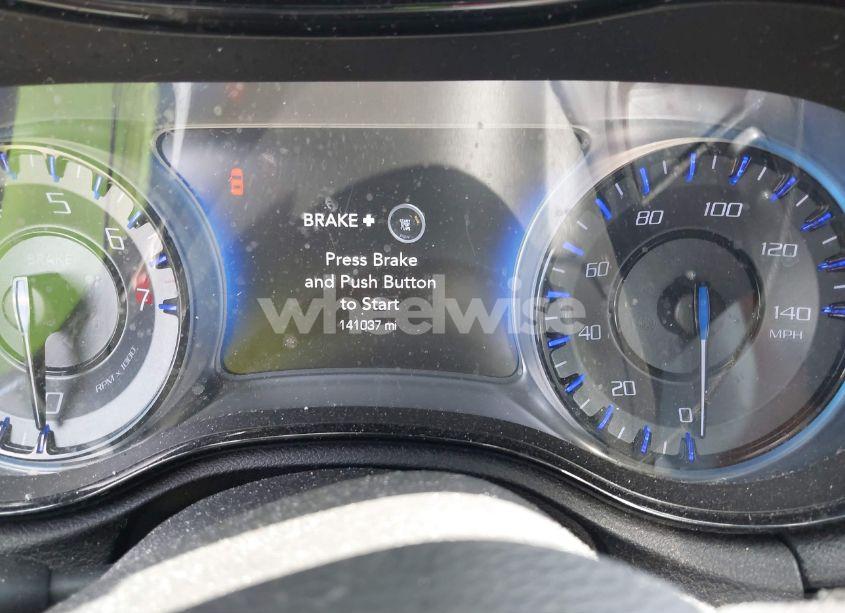 BRAKE +
Press Brake
and Push Button
to Start
141037 mi
wheelwise
5
6
7
0
RPM x 1000
BRAKE
0
20
40
60
80
100
120
140
MPH